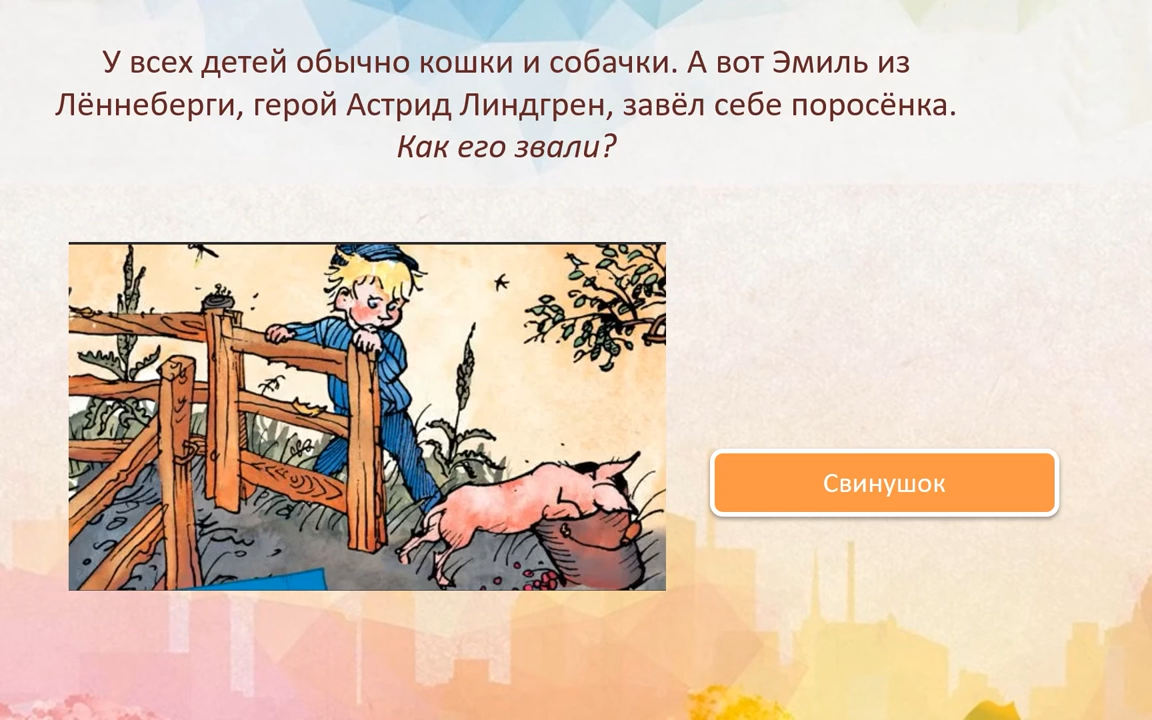 У всех детей обычно кошки и собачки. А вот Эмиль из
Лённеберги, герой Астрид Линдгрен, завёл себе поросёнка.
Как его звали?
Свинушок